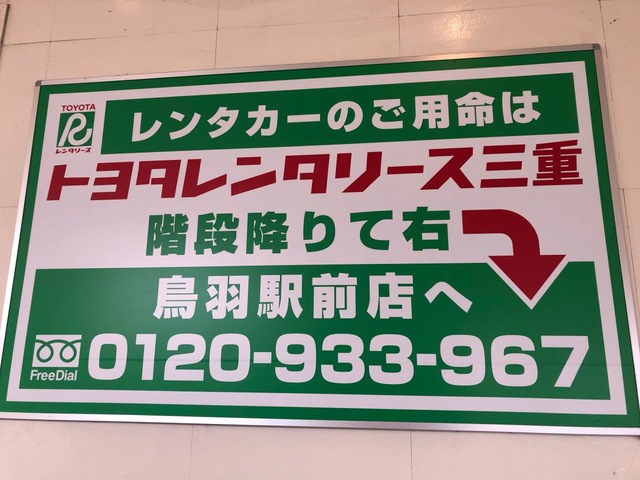 TOYOTA
レンタリース
レンタカーのご用命は
トヨタレンタリース三重
階段降りて右
鳥羽駅前店へ
FreeDial
0120-933-967